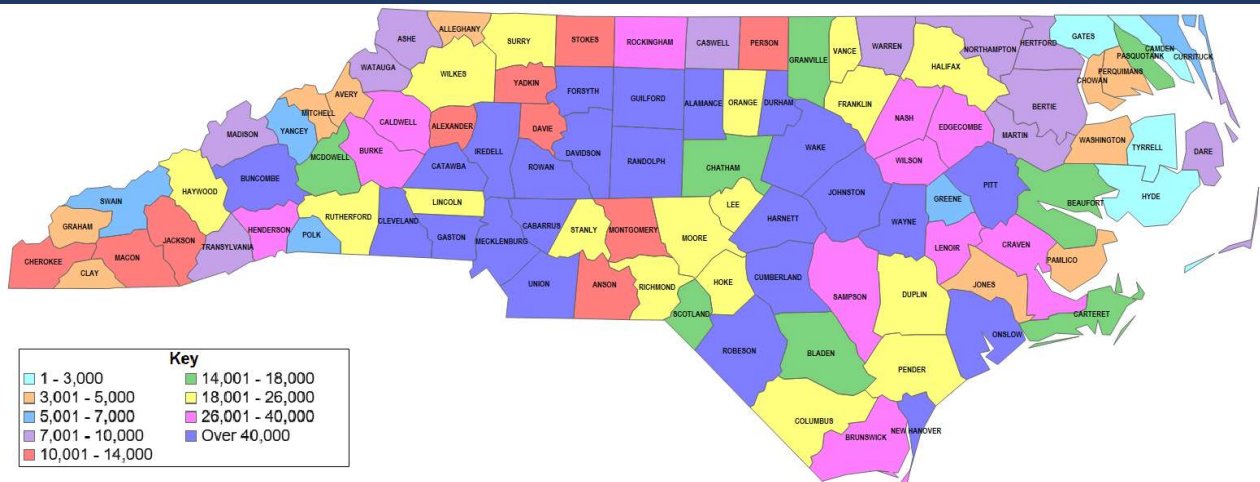 ALLEGHANY
ASHE
SURRY
STOKES
ROCKINGHAM
CASWELL
PERSON
GRANVILLE
VANCE
WARREN
NORTHAMPTON
HERTFORD
GATES
CAMDEN
PASQUOTANK
CURRITUCK
PERQUIMANS
CHOWAN
WATAUGA
WILKES
YADKIN
FORSYTH
GUILFORD
ALAMANCE
ORANGE
DURHAM
FRANKLIN
HALIFAX
BERTIE
AVERY
MITCHELL
CALDWELL
ALEXANDER
DAVIE
NASH
EDGECOMBE
MARTIN
WASHINGTON
TYRRELL
DARE
MADISON
YANCEY
MCDOWELL
BURKE
IREDELL
CATAWBA
ROWAN
DAVIDSON
RANDOLPH
CHATHAM
WAKE
WILSON
PITT
BEAUFORT
HYDE
SWAIN
HAYWOOD
BUNCOMBE
RUTHERFORD
LINCOLN
CLEVELAND
GASTON
MECKLENBURG
CABARRUS
STANLY
MONTGOMERY
MOORE
LEE
HARNETT
JOHNSTON
WAYNE
GREENE
LENOIR
CRAVEN
PAMLICO
GRAHAM
JACKSON
TRANSYLVANIA
HENDERSON
POLK
CHEROKEE
MACON
CLAY
UNION
ANSON
RICHMOND
HOKE
CUMBERLAND
SAMPSON
DUPLIN
JONES
CARTERET
ONSLOW
SCOTLAND
ROBESON
BLADEN
PENDER
COLUMBUS
BRUNSWICK
NEW HANOVER
Key
1 - 3,000
3,001 - 5,000
5,001 - 7,000
7,001 - 10,000
10,001 - 14,000
14,001 - 18,000
18,001 - 26,000
26,001 - 40,000
Over 40,000